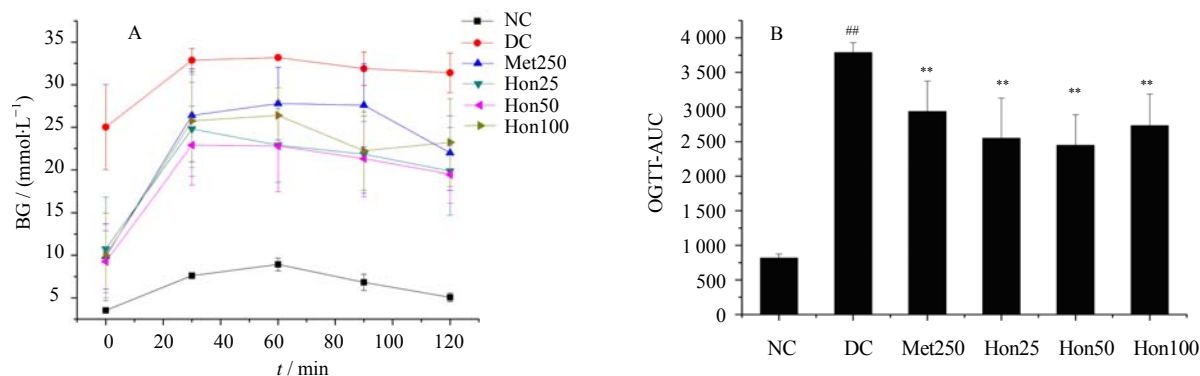 A
NC
DC
Met250
Hon25
Hon50
Hon100
BG / (mmol·L⁻¹)
35
30
25
20
15
10
5
0 20 40 60 80 100 120
t / min
B
OGTT-AUC
4 000
3 500
3 000
2 500
2 000
1 500
1 000
500
0
##
**
**
**
**
NC DC Met250 Hon25 Hon50 Hon100